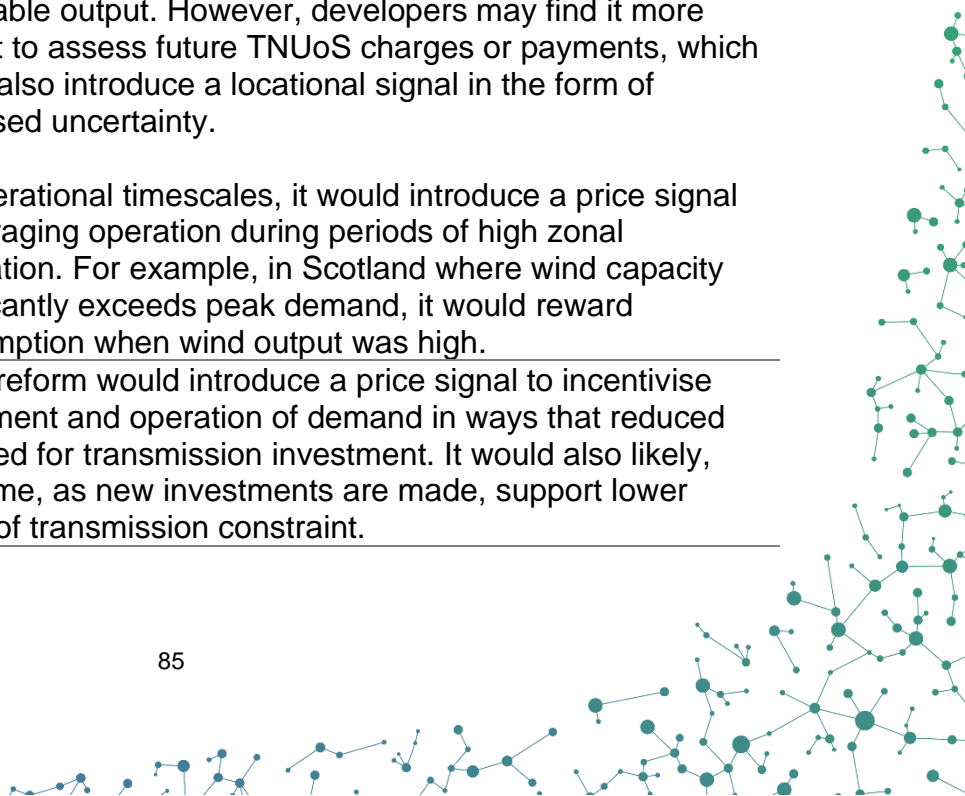 able output. However, developers may find it more
t to assess future TNUoS charges or payments, which
also introduce a locational signal in the form of
sed uncertainty.
erational timescales, it would introduce a price signal
raging operation during periods of high zonal
ation. For example, in Scotland where wind capacity
cantly exceeds peak demand, it would reward
mption when wind output was high.
reform would introduce a price signal to incentivise
ment and operation of demand in ways that reduced
ed for transmission investment. It would also likely,
me, as new investments are made, support lower
of transmission constraint.
85